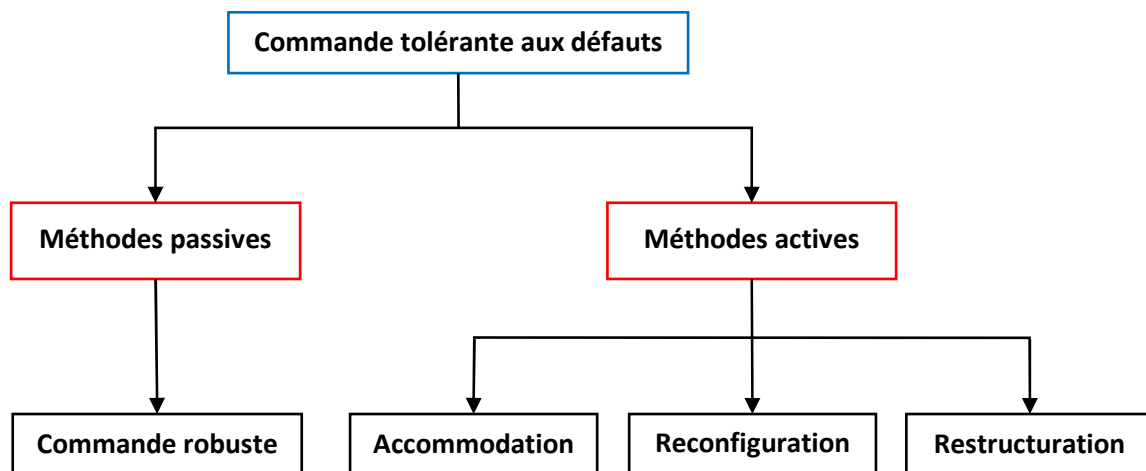 Commande tolérante aux défauts
Méthodes passives
Méthodes actives
Commande robuste
Accommodation
Reconfiguration
Restructuration